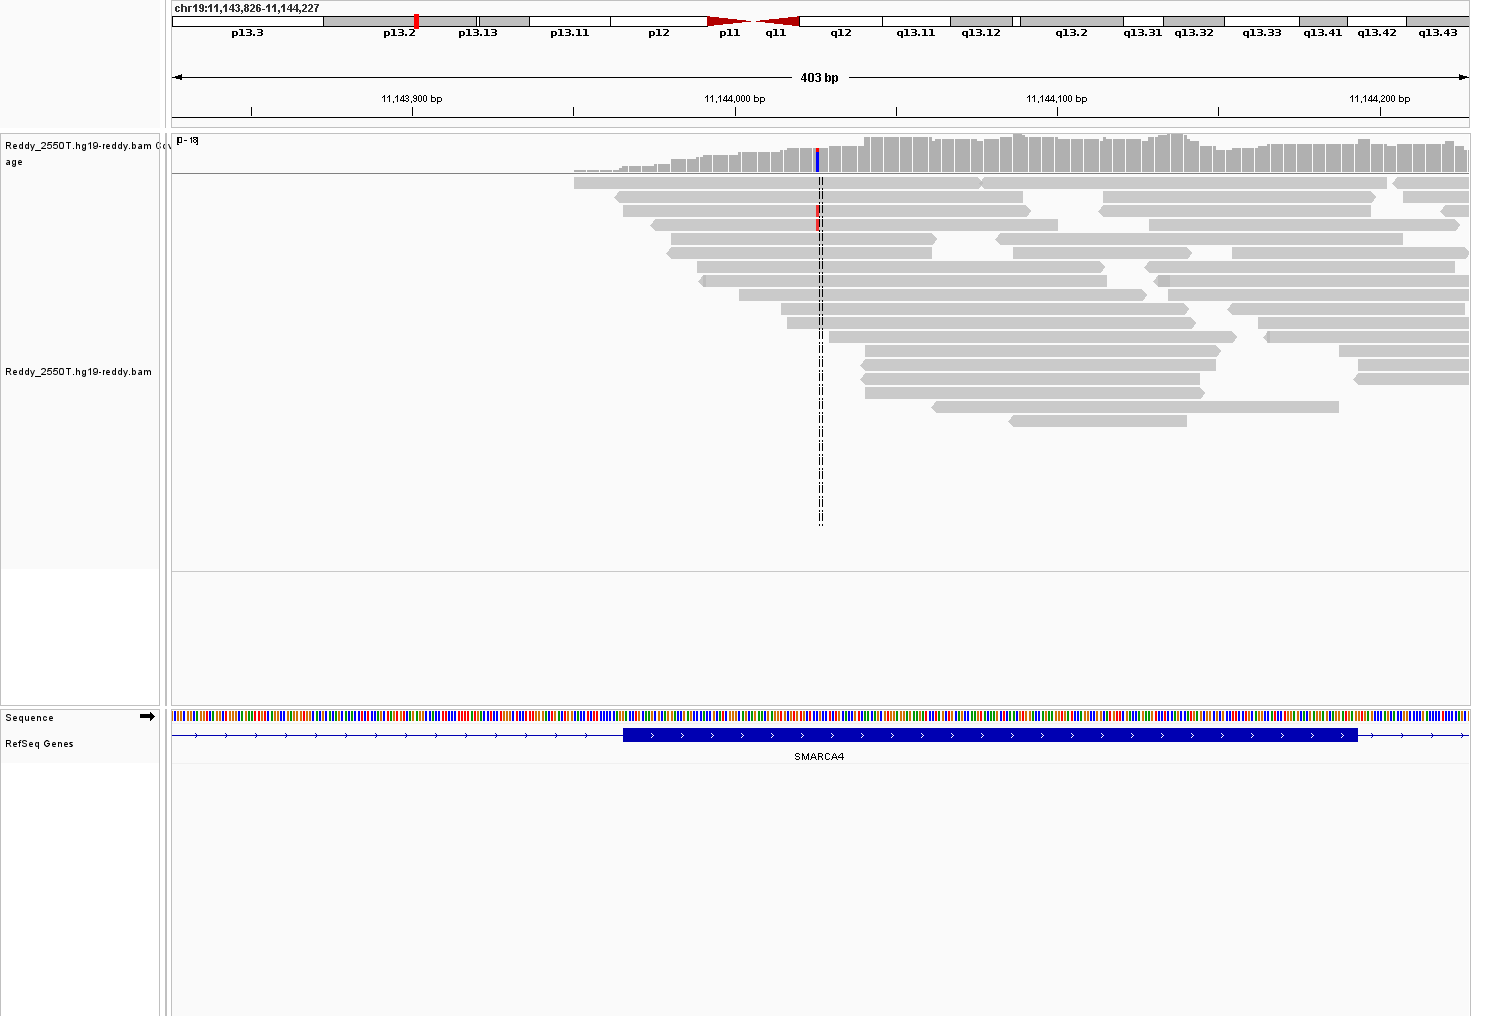 chr19:11,143,826-11,144,227
p13.3 p13.2 p13.13 p13.11 p12 p11 q11 q12 q13.11 q13.12 q13.2 q13.31 q13.32 q13.33 q13.41 q13.42 q13.43
403 bp
11,143,900 bp 11,144,000 bp 11,144,100 bp 11,144,200 bp
Reddy_2550T.hg19-reddy.bam Cov
age
[0 - 18]
Reddy_2550T.hg19-reddy.bam
Sequence
RefSeq Genes
SMARCA4